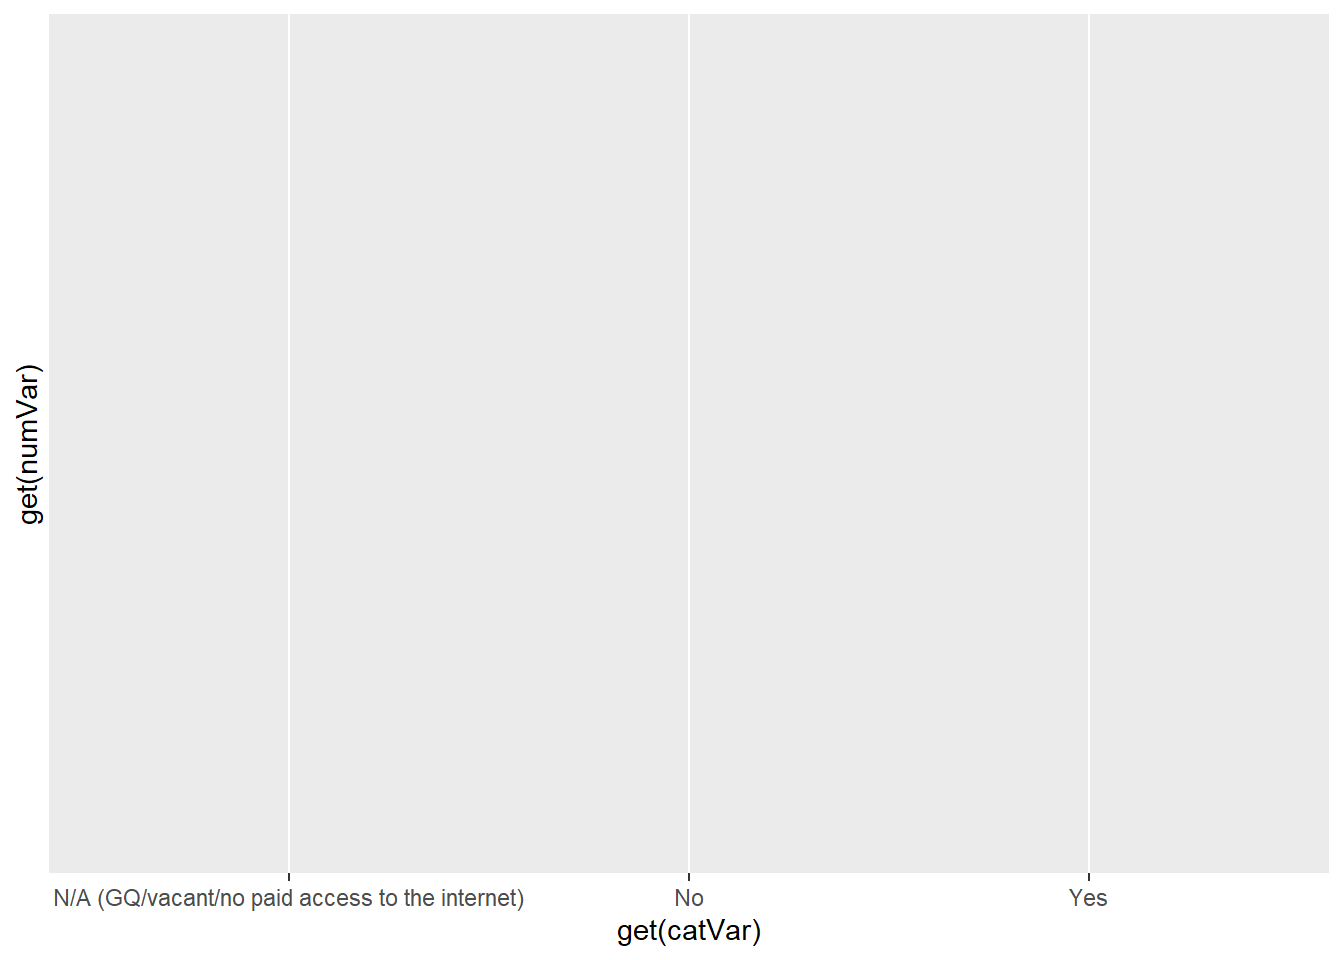 get(numVar)
N/A (GQ/vacant/no paid access to the internet)
No
Yes
get(catVar)